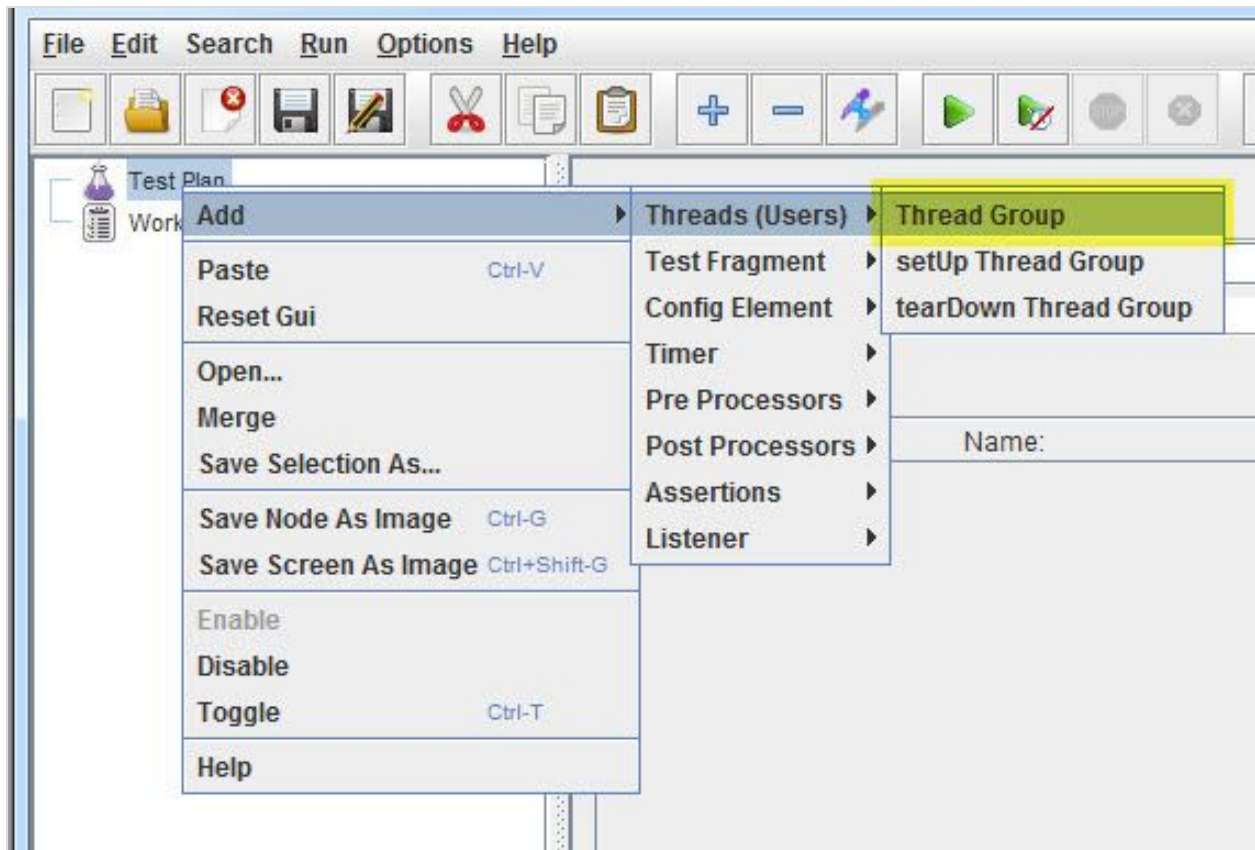 File Edit Search Run Options Help
Test Plan
Work
Add
Threads (Users)
Thread Group
setUp Thread Group
tearDown Thread Group
Paste Ctrl-V
Reset Gui
Test Fragment
Config Element
Timer
Pre Processors
Post Processors
Assertions
Listener
Open...
Merge
Save Selection As...
Save Node As Image Ctrl-G
Save Screen As Image Ctrl+Shift-G
Enable
Disable
Toggle Ctrl-T
Help
Name: